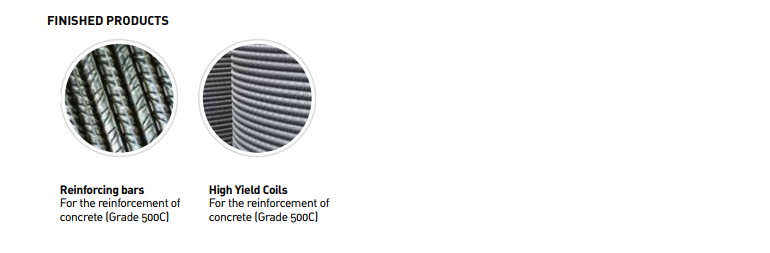 FINISHED PRODUCTS
Reinforcing bars
For the reinforcement of
concrete (Grade 500C)
High Yield Coils
For the reinforcement of
concrete (Grade 500C)